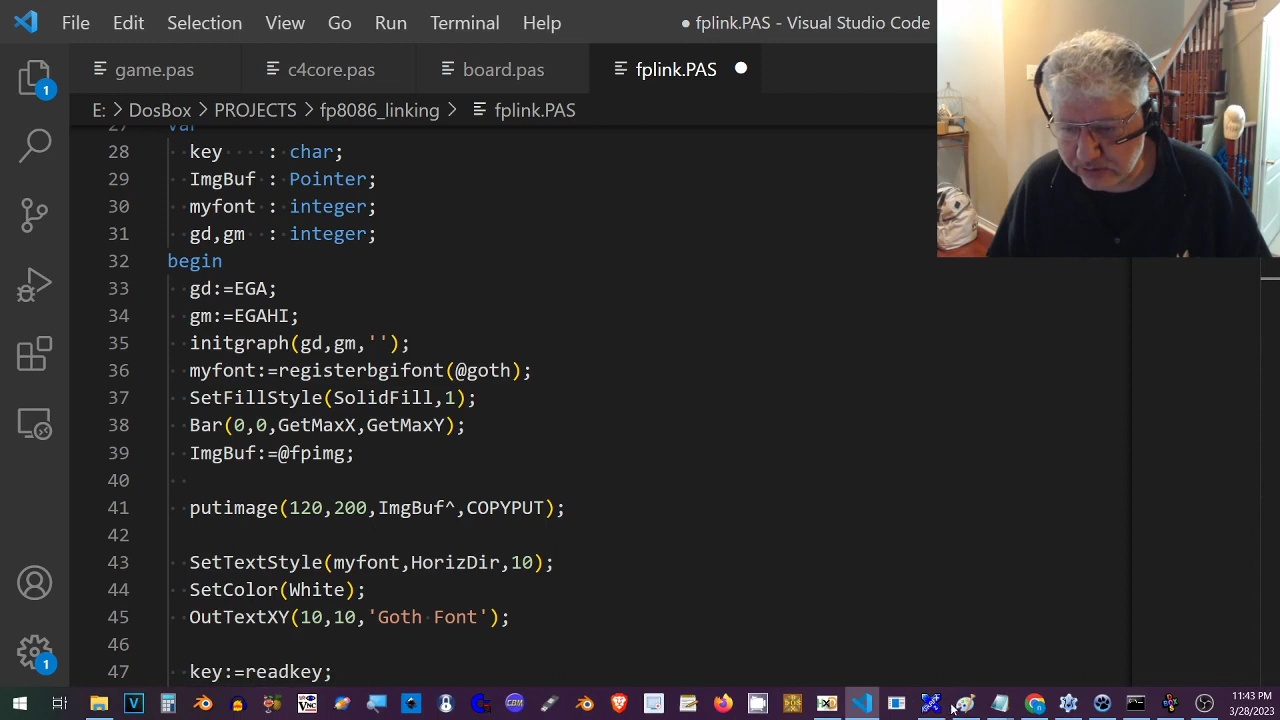 File Edit Selection View Go Run Terminal Help
● fplink.PAS - Visual Studio Code
game.pas c4core.pas board.pas fplink.PAS
E: > DosBox > PROJECTS > fp8086_linking > fplink.PAS
27 var
28 key : char;
29 ImgBuf : Pointer;
30 myfont : integer;
31 gd,gm : integer;
32 begin
33 gd:=EGA;
34 gm:=EGAHI;
35 initgraph(gd,gm,'');
36 myfont:=registerbgifont(@goth);
37 SetFillStyle(SolidFill,1);
38 Bar(0,0,GetMaxX,GetMaxY);
39 ImgBuf:=@fpimg;
40
41 putimage(120,200,ImgBuf^,COPYPUT);
42
43 SetTextStyle(myfont,HorizDir,10);
44 SetColor(White);
45 OutTextXY(10,10,'Goth Font');
46
47 key:=readkey;
1
1
11:43 PM
3/28/2023